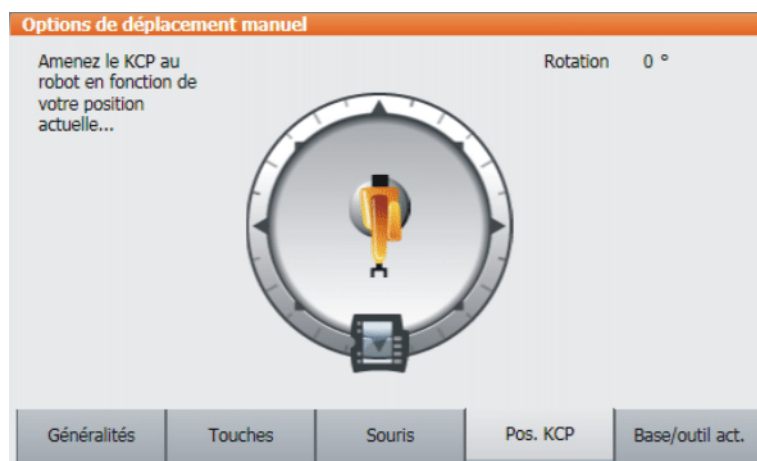 Options de déplacement manuel
Amenez le KCP au
robot en fonction de
votre position
actuelle...
Rotation 0 °
Généralités Touches Souris Pos. KCP Base/outil act.